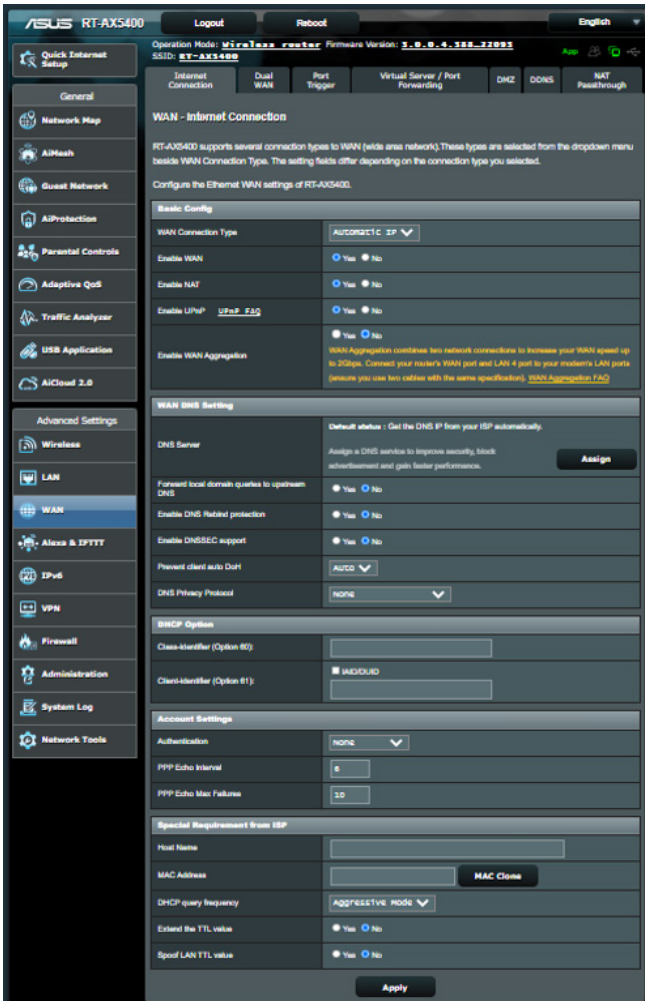 ASUS RT-AX5400
Logout
Reboot
English
Quick Internet Setup
Operation Mode: Wireless router Firmware Version: 3.0.0.4.388_22093
SSID: RT-AX5400
App
Internet Connection
Dual WAN
Port Trigger
Virtual Server / Port Forwarding
DMZ
DDNS
NAT Passthrough
General
Network Map
AiMesh
Guest Network
AiProtection
Parental Controls
Adaptive QoS
Traffic Analyzer
USB Application
AiCloud 2.0
Advanced Settings
Wireless
LAN
WAN
Alexa & IFTTT
IPv6
VPN
Firewall
Administration
System Log
Network Tools
WAN - Internet Connection
RT-AX5400 supports several connection types to WAN (wide area network).These types are selected from the dropdown menu
beside WAN Connection Type. The setting fields differ depending on the connection type you selected.
Configure the Ethernet WAN settings of RT-AX5400.
Basic Config
WAN Connection Type
Automatic IP
Enable WAN
Yes No
Enable NAT
Yes No
Enable UPnP UPnP FAQ
Yes No
Enable WAN Aggregation
Yes No
WAN Aggregation combines two network connections to increase your WAN speed up
to 2Gbps. Connect your router's WAN port and LAN 4 port to your modem's LAN ports
(ensure you use two cables with the same specification). WAN Aggregation FAQ
WAN DNS Setting
DNS Server
Default status : Get the DNS IP from your ISP automatically.
Assign a DNS service to improve security, block
advertisement and gain faster performance.
Assign
Forward local domain queries to upstream
DNS
Yes No
Enable DNS Rebind protection
Yes No
Enable DNSSEC support
Yes No
Prevent client auto DoH
Auto
DNS Privacy Protocol
None
DHCP Option
Class-identifier (Option 60):
Client-identifier (Option 61):
IAID/DUID
Account Settings
Authentication
None
PPP Echo Interval
6
PPP Echo Max Failures
10
Special Requirement from ISP
Host Name
MAC Address
MAC Clone
DHCP query frequency
Aggressive Mode
Extend the TTL value
Yes No
Spoof LAN TTL value
Yes No
Apply